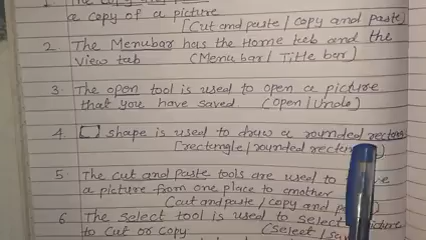 a copy of a picture
[Cut and paste / copy and paste)
2. The Menubar has the Home teb and the
view tab (Menu bar / Title bar)
3. The open tool is used to open a picture
that you have saved (Open / Undo)
4. [ ] shape is used to draw a rounded
[rectangle / rounded
5 The cut and paste tools are used to
a picture from one place to another
(cut and paste / copy and
6 The select tool is used to select picture
to cut or copy (select /